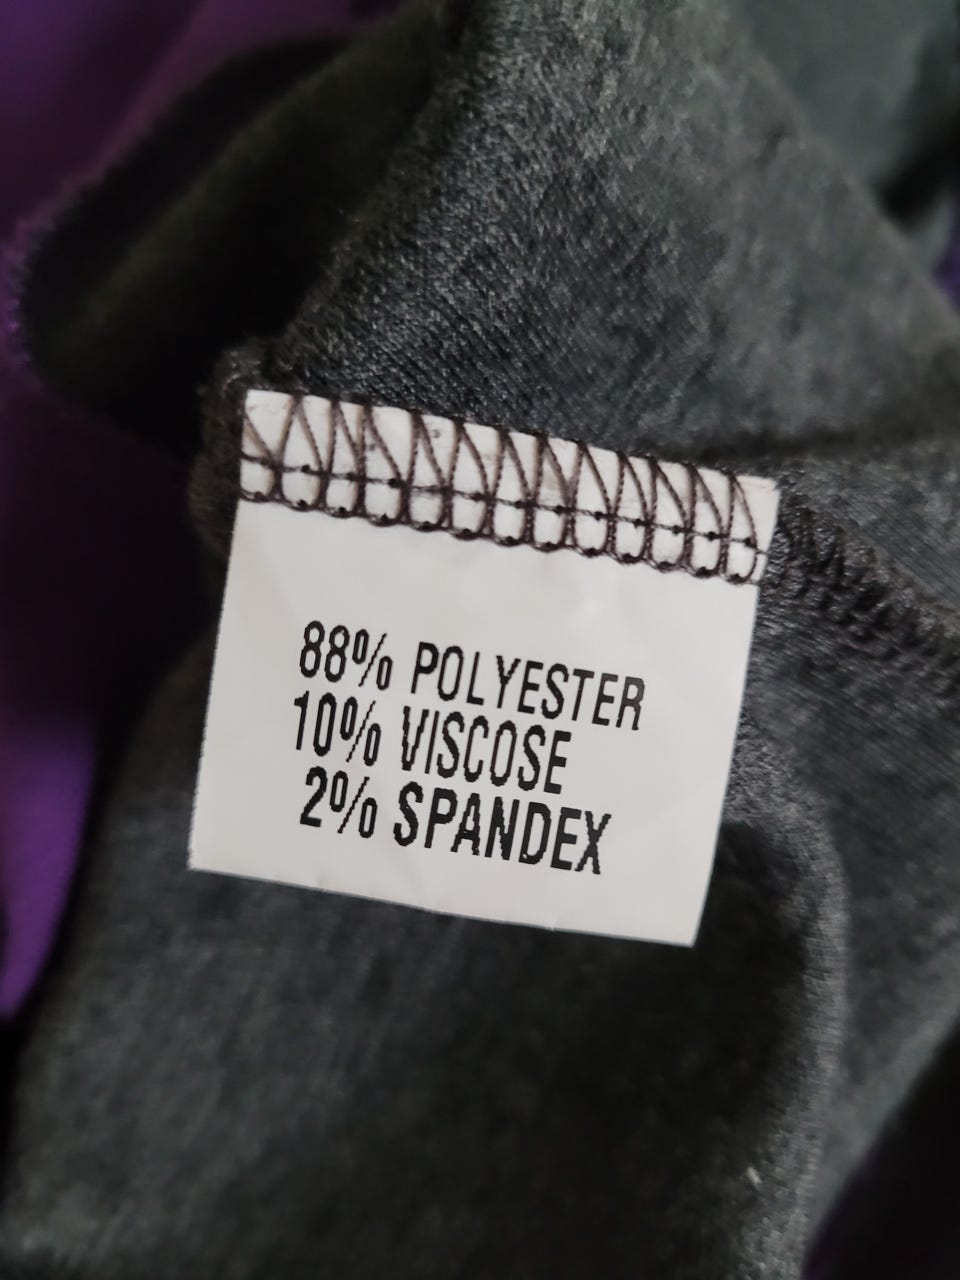 88% POLYESTER
10% VISCOSE
2% SPANDEX